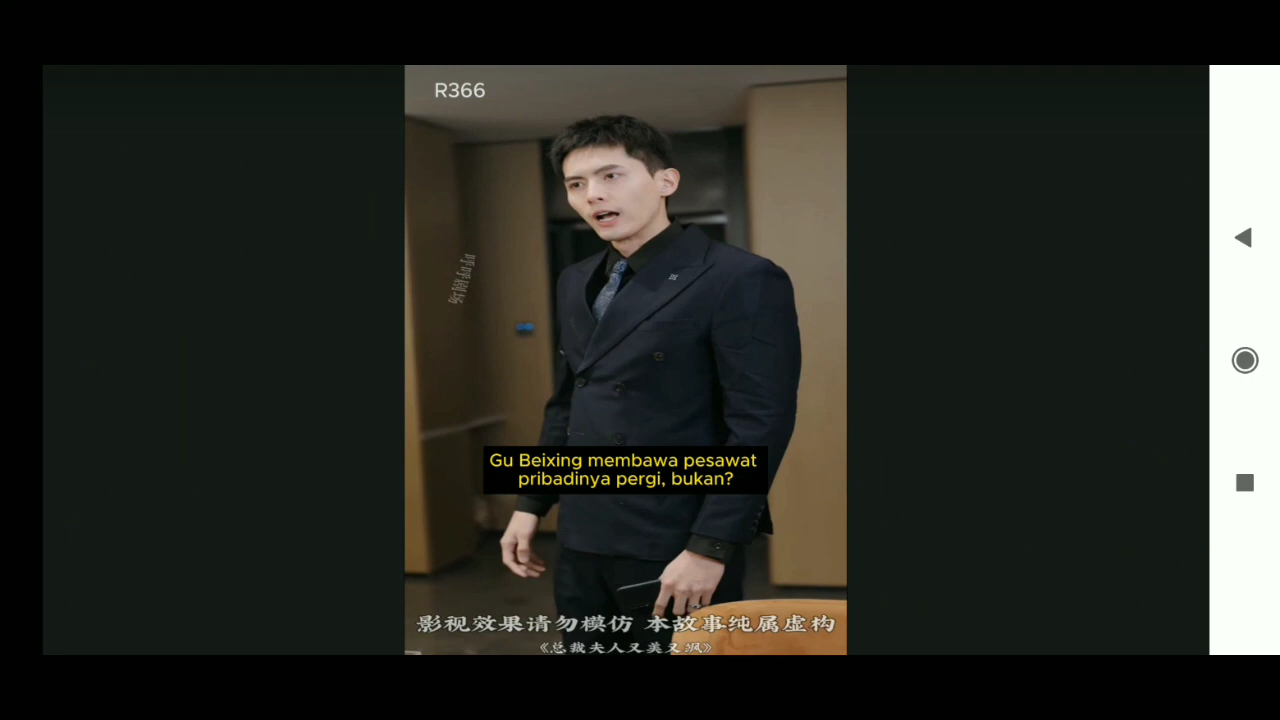 R366
Gu Beixing membawa pesawat
pribadinya pergi, bukan?
影视效果请勿模仿 本故事纯属虚构
《总裁夫人又美又飒》